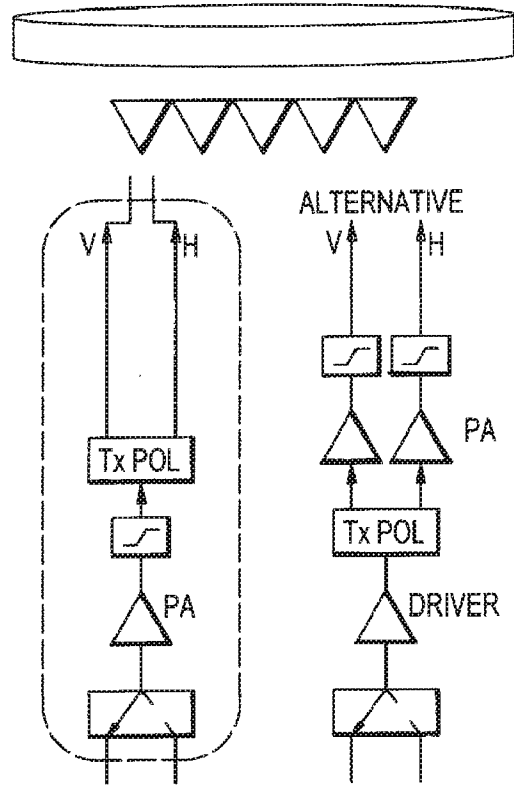 ALTERNATIVE
V H
V H
PA
Tx POL
Tx POL
PA
DRIVER